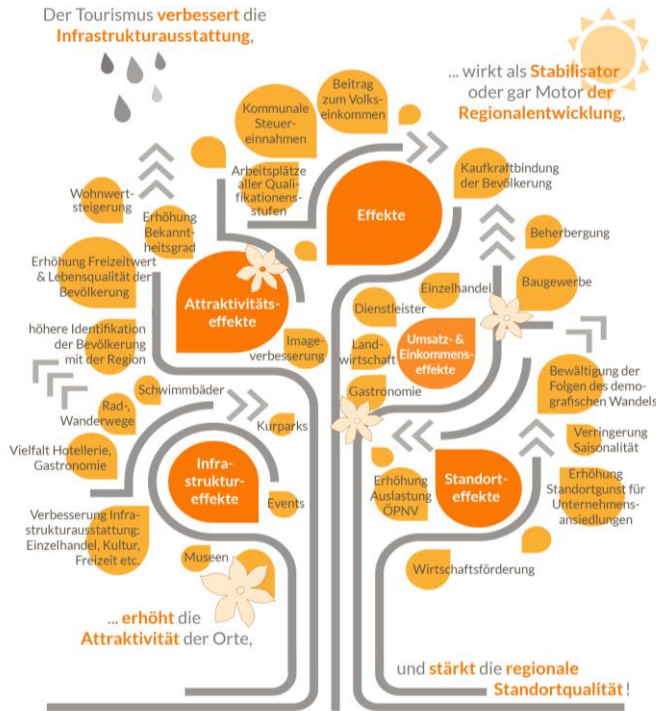 Der Tourismus verbessert die
Infrastrukturausstattung,
... wirkt als Stabilisator
oder gar Motor der
Regionalentwicklung,
Beitrag
zum Volks-
einkommen
Kommunale
Steuer-
einnahmen
Arbeitsplätze
aller Quali-
fikationens-
stufen
Effekte
Kaufkraftbindung
der Bevölkerung
Wohnwert-
steigerung
Erhöhung
Bekannt-
heitsgrad
Erhöhung Freizeitwert
& Lebensqualität der
Bevölkerung
höhere Identifikation
der Bevölkerung
mit der Region
Attraktivitäts-
effekte
Image-
verbesserung
Beherbergung
Baugewerbe
Einzelhandel
Dienstleister
Land-
wirtschaft
Gastronomie
Umsatz- &
Einkommens-
effekte
Schwimmbäder
Rad-,
Wanderwege
Vielfalt Hotellerie,
Gastronomie
Verbesserung Infra-
strukturausstattung:
Einzelhandel, Kultur,
Freizeit etc.
Kurparks
Infra-
struktur-
effekte
Events
Museen
Bewältigung der
Folgen des demo-
grafischen Wandels
Verringerung
Saisonalität
Erhöhung
Standortgunst für
Unternehmens-
ansiedlungen
Erhöhung
Auslastung
ÖPNV
Standort-
effekte
Wirtschaftsförderung
... erhöht die
Attraktivität der Orte,
und stärkt die regionale
Standortqualität!